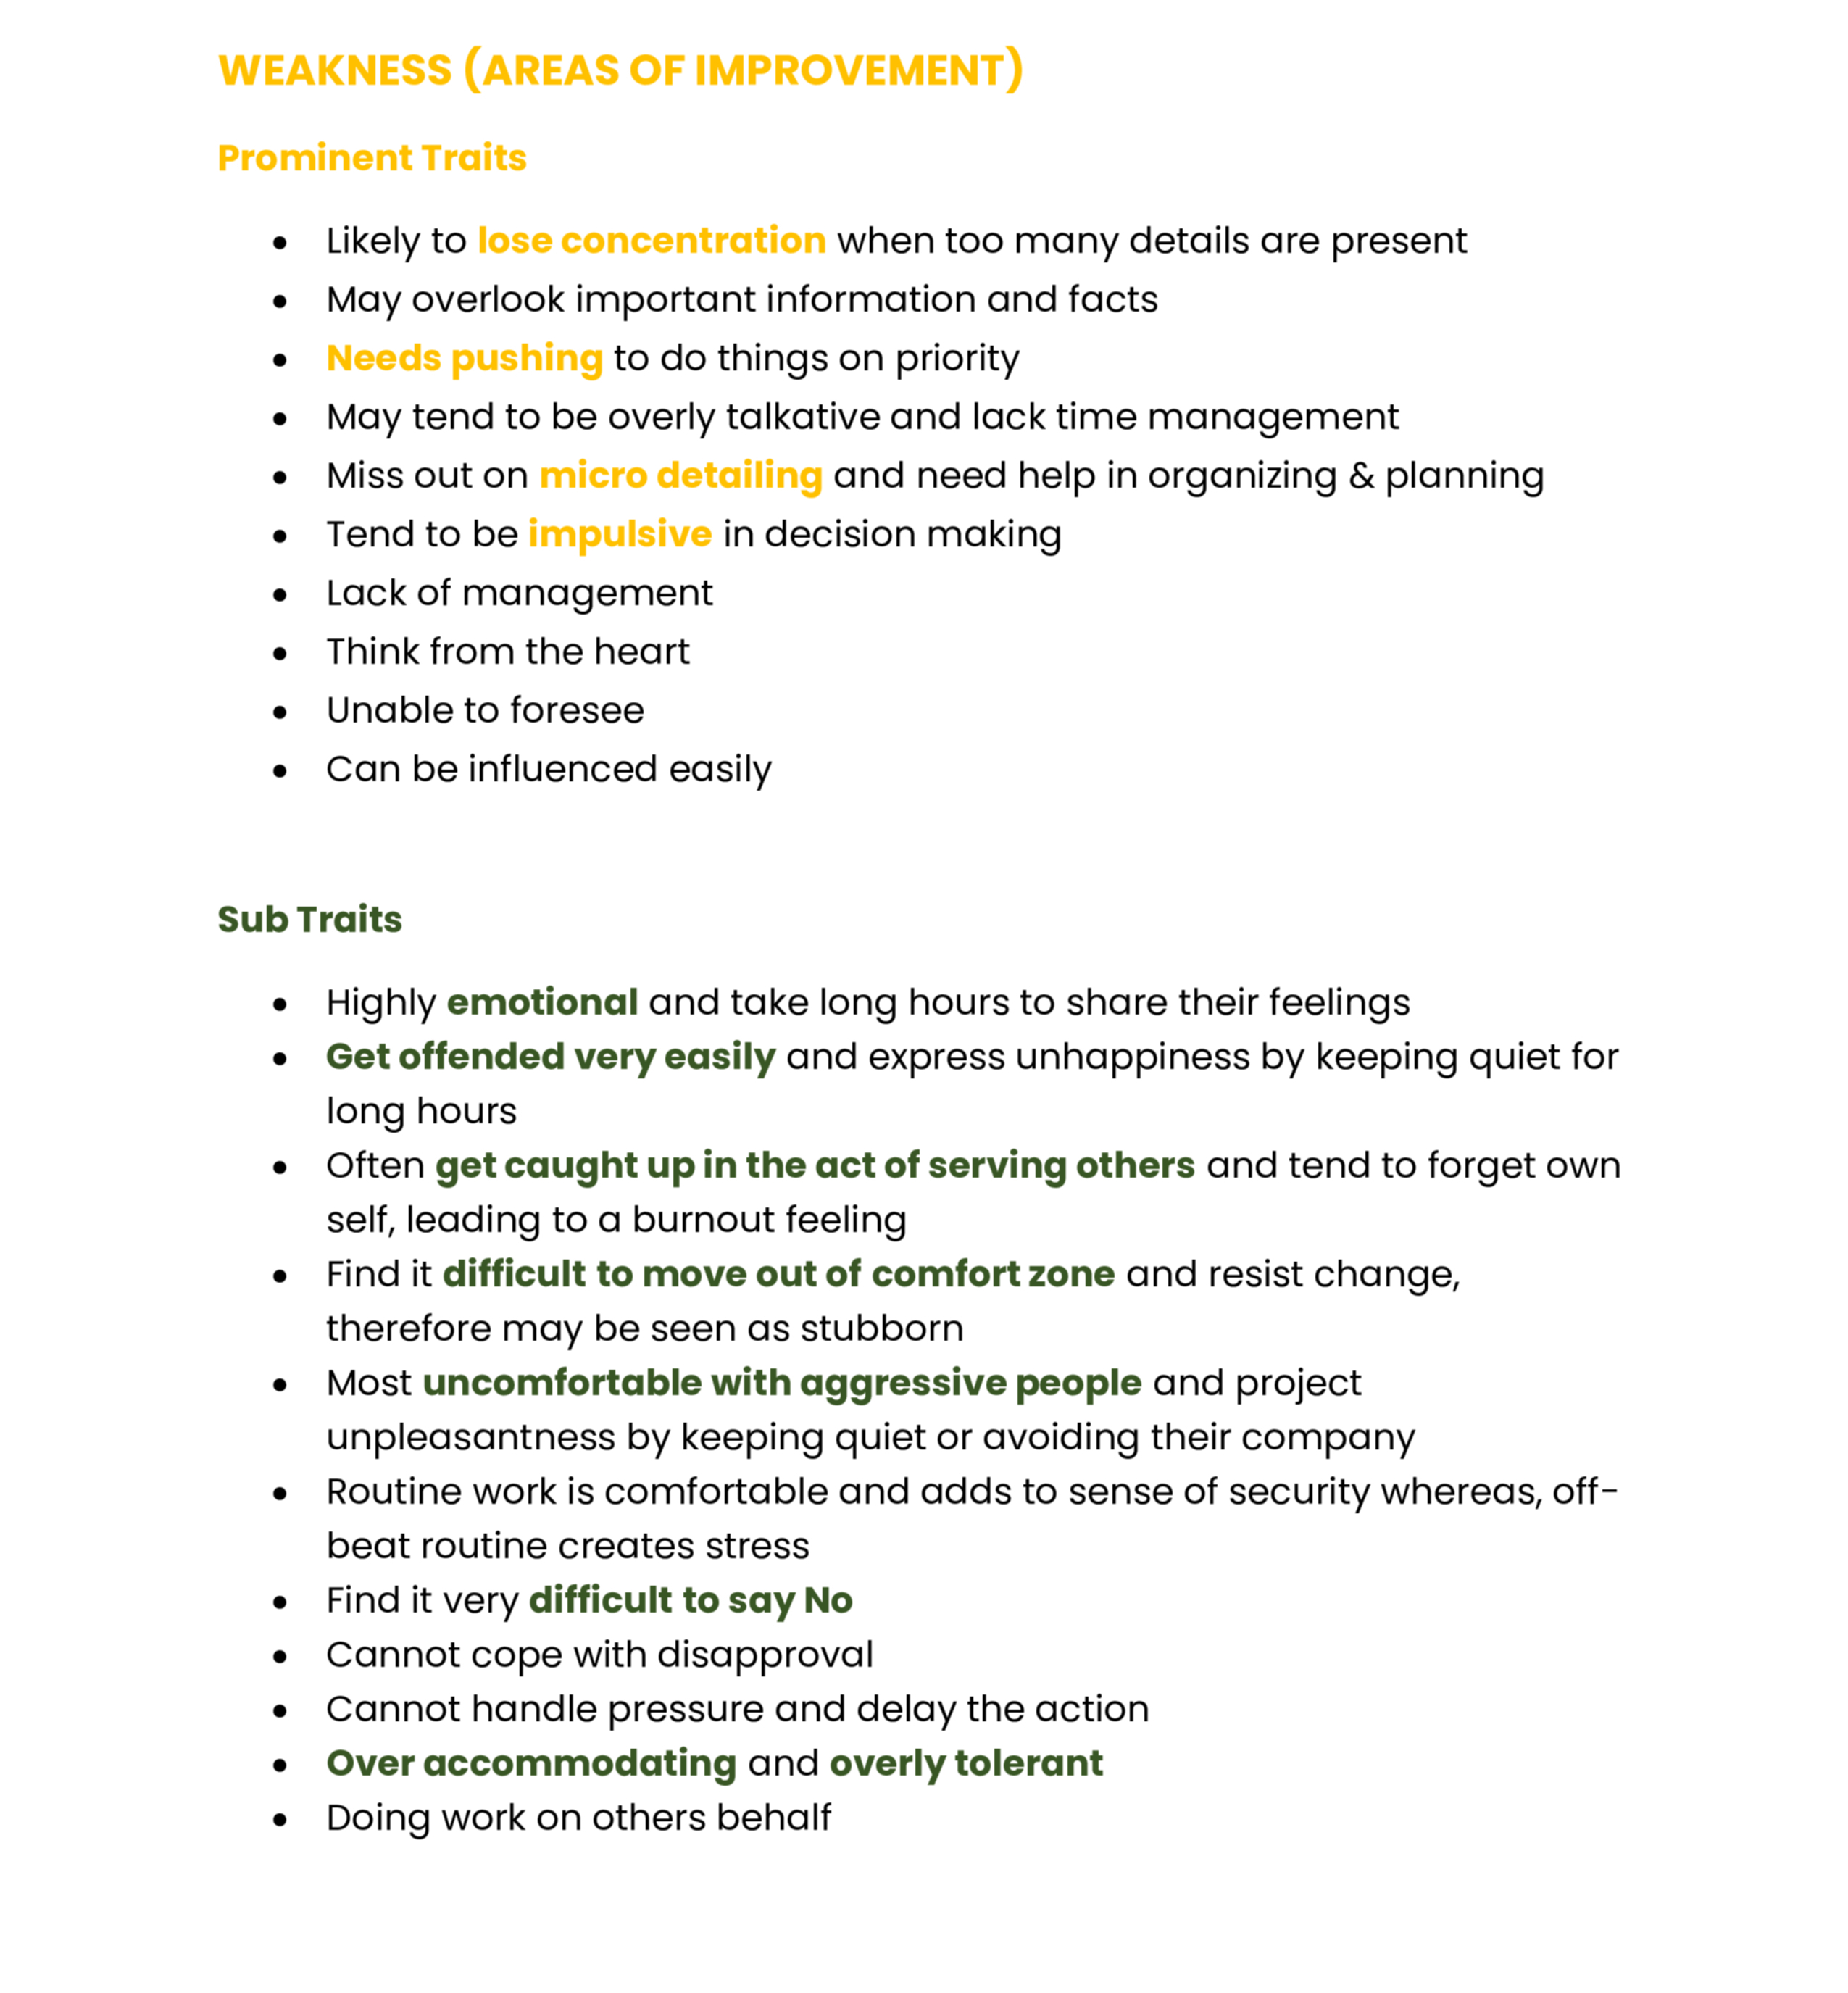 WEAKNESS (AREAS OF IMPROVEMENT)
Prominent Traits
• Likely to lose concentration when too many details are present
• May overlook important information and facts
• Needs pushing to do things on priority
• May tend to be overly talkative and lack time management
• Miss out on micro detailing and need help in organizing & planning
• Tend to be impulsive in decision making
• Lack of management
• Think from the heart
• Unable to foresee
• Can be influenced easily
Sub Traits
• Highly emotional and take long hours to share their feelings
• Get offended very easily and express unhappiness by keeping quiet for
long hours
• Often get caught up in the act of serving others and tend to forget own
self, leading to a burnout feeling
• Find it difficult to move out of comfort zone and resist change,
therefore may be seen as stubborn
• Most uncomfortable with aggressive people and project
unpleasantness by keeping quiet or avoiding their company
• Routine work is comfortable and adds to sense of security whereas, off-
beat routine creates stress
• Find it very difficult to say No
• Cannot cope with disapproval
• Cannot handle pressure and delay the action
• Over accommodating and overly tolerant
• Doing work on others behalf